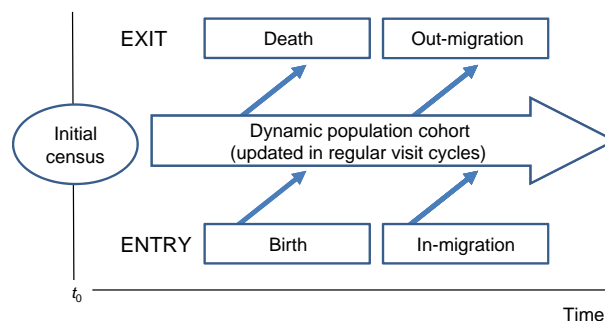 EXIT
Death
Out-migration
Initial
census
Dynamic population cohort
(updated in regular visit cycles)
ENTRY
Birth
In-migration
t0
Time